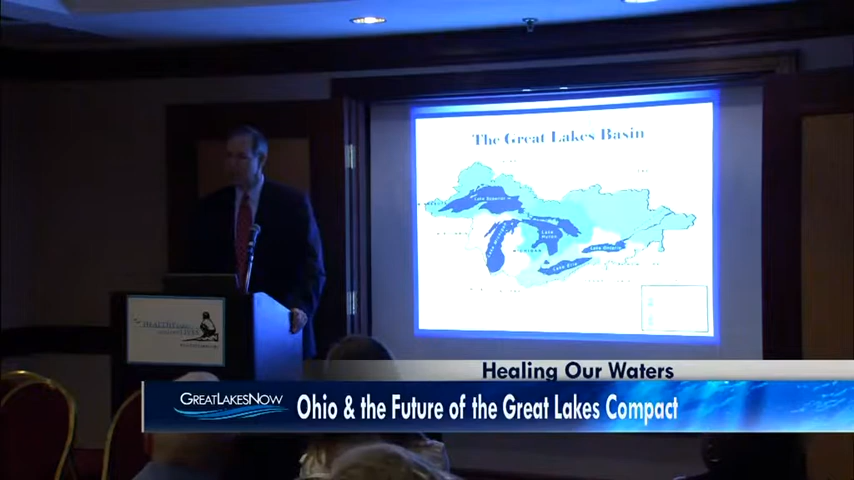 The Great Lakes Basin
Lake Superior
Lake Huron
Lake Ontario
Lake Erie
MICHIGAN
Healing Our Waters
GREATLAKESNOW
Ohio & the Future of the Great Lakes Compact